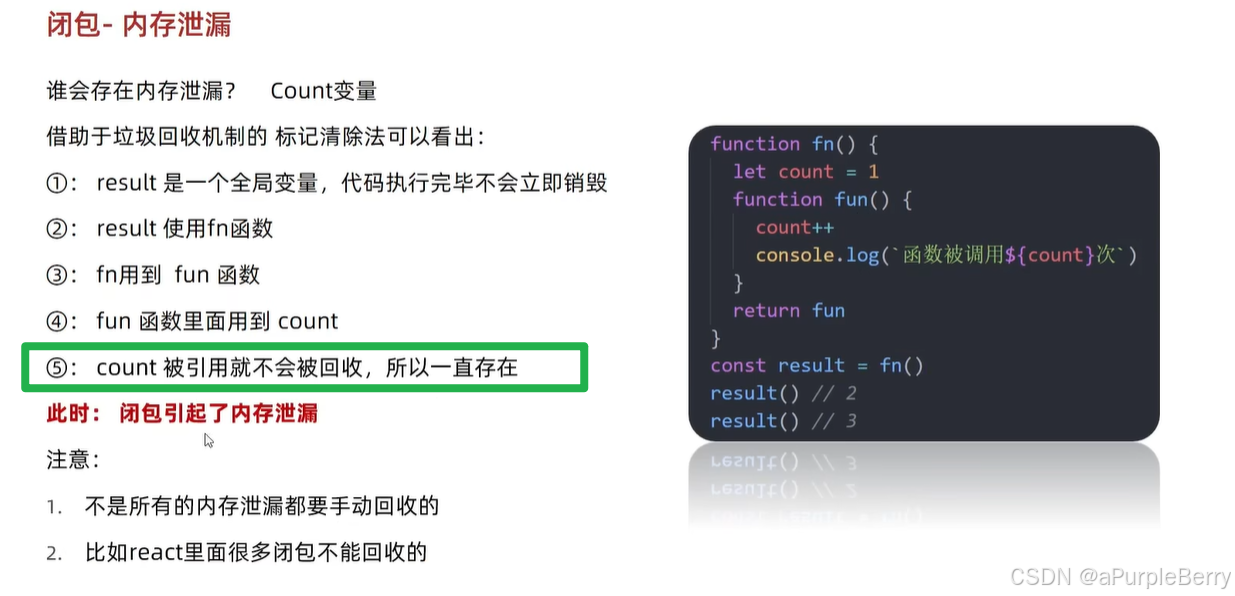 闭包- 内存泄漏
谁会存在内存泄漏？ Count变量
借助于垃圾回收机制的 标记清除法可以看出：
①： result 是一个全局变量，代码执行完毕不会立即销毁
②： result 使用fn函数
③： fn用到 fun 函数
④： fun 函数里面用到 count
⑤： count 被引用就不会被回收，所以一直存在
此时： 闭包引起了内存泄漏
注意：
1. 不是所有的内存泄漏都要手动回收的
2. 比如react里面很多闭包不能回收的
function fn() {
let count = 1
function fun() {
count++
console.log(`函数被调用${count}次`)
}
return fun
}
const result = fn()
result() // 2
result() // 3
CSDN @aPurpleBerry